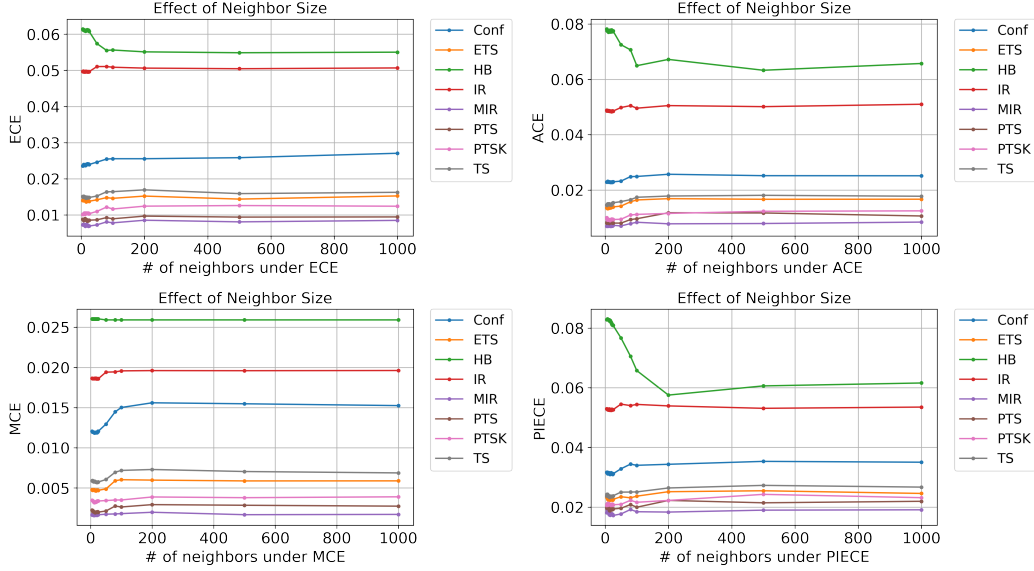 Effect of Neighbor Size
ECE
0.06
0.05
0.04
0.03
0.02
0.01
0
200
400
600
800
1000
# of neighbors under ECE
Conf
ETS
HB
IR
MIR
PTS
PTSK
TS
Effect of Neighbor Size
ACE
0.08
0.06
0.04
0.02
0
200
400
600
800
1000
# of neighbors under ACE
Conf
ETS
HB
IR
MIR
PTS
PTSK
TS
Effect of Neighbor Size
MCE
0.025
0.020
0.015
0.010
0.005
0
200
400
600
800
1000
# of neighbors under MCE
Conf
ETS
HB
IR
MIR
PTS
PTSK
TS
Effect of Neighbor Size
PIECE
0.08
0.06
0.04
0.02
0
200
400
600
800
1000
# of neighbors under PIECE
Conf
ETS
HB
IR
MIR
PTS
PTSK
TS